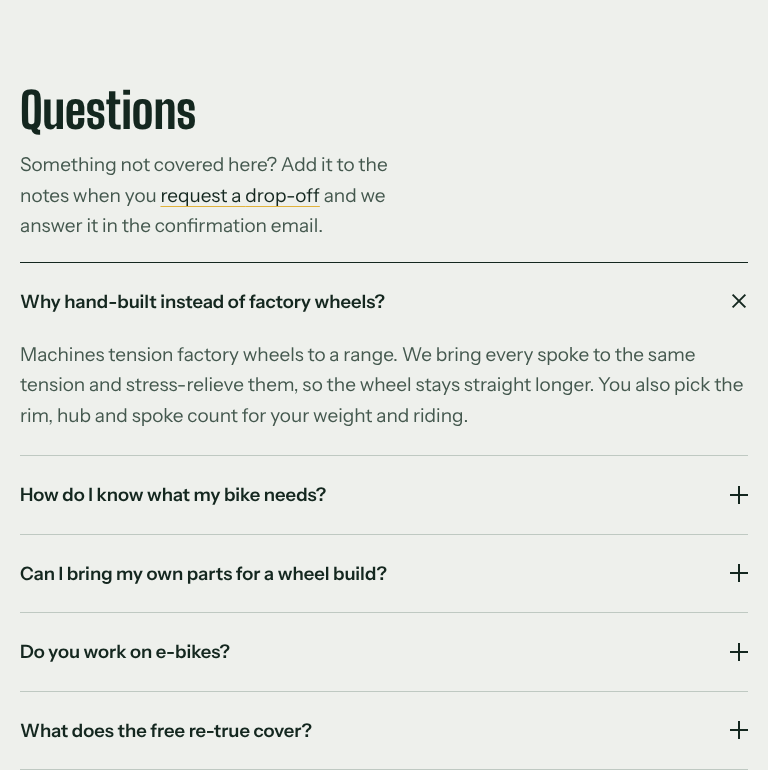 Questions
Something not covered here? Add it to the
notes when you request a drop-off and we
answer it in the confirmation email.
Why hand-built instead of factory wheels?
Machines tension factory wheels to a range. We bring every spoke to the same
tension and stress-relieve them, so the wheel stays straight longer. You also pick the
rim, hub and spoke count for your weight and riding.
How do I know what my bike needs?
Can I bring my own parts for a wheel build?
Do you work on e-bikes?
What does the free re-true cover?